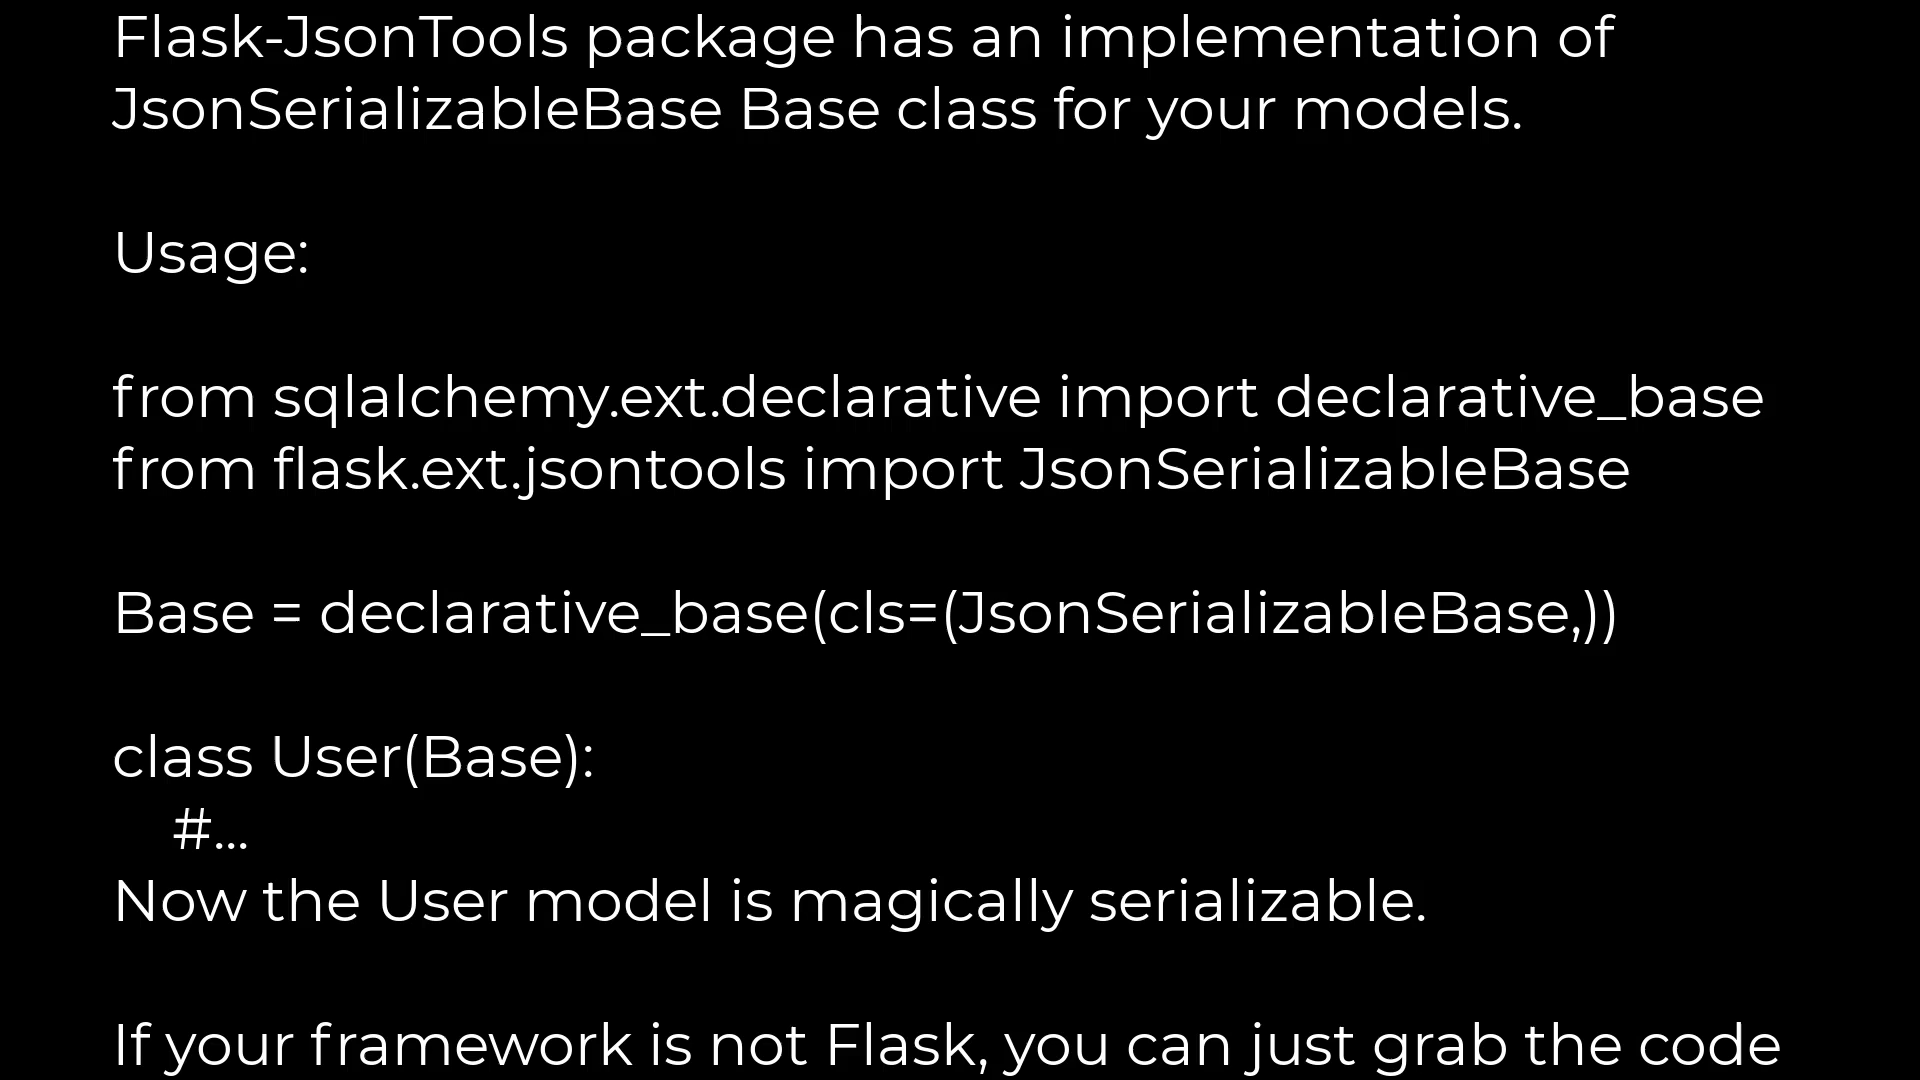 Flask-JsonTools package has an implementation of
JsonSerializableBase Base class for your models.
Usage:
from sqlalchemy.ext.declarative import declarative_base
from flask.ext.jsontools import JsonSerializableBase
Base = declarative_base(cls=(JsonSerializableBase,))
class User(Base):
    #...
Now the User model is magically serializable.
If your framework is not Flask, you can just grab the code